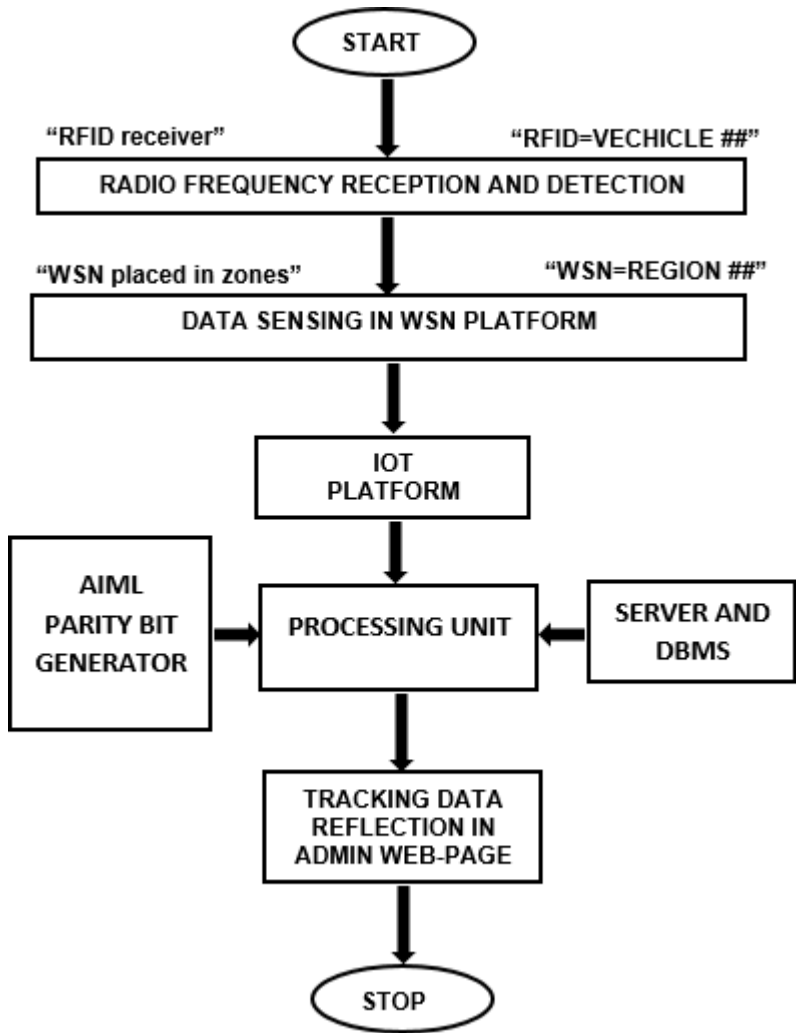 START
“RFID receiver”
“RFID=VECHICLE ##”
RADIO FREQUENCY RECEPTION AND DETECTION
“WSN placed in zones”
“WSN=REGION ##”
DATA SENSING IN WSN PLATFORM
IOT
PLATFORM
AIML
PARITY BIT
GENERATOR
PROCESSING UNIT
SERVER AND
DBMS
TRACKING DATA
REFLECTION IN
ADMIN WEB-PAGE
STOP